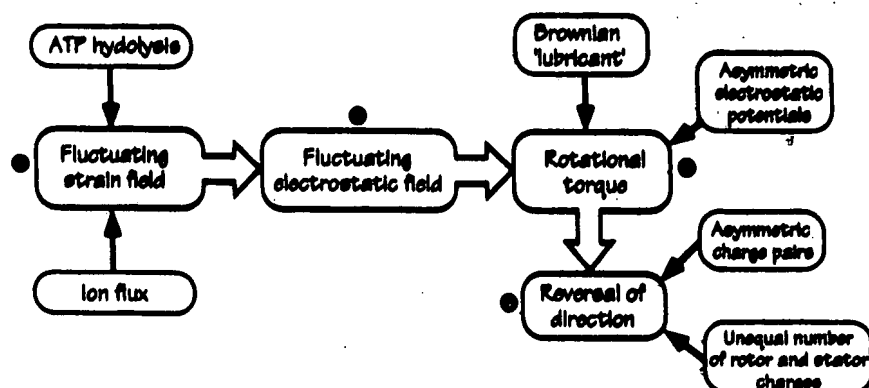 ATP hydolysis
Brownian
'lubricant'
Asymmetric
electrostatic
potentials
Fluctuating
strain field
Fluctuating
electrostatic field
Rotational
torque
Asymmetric
charge pairs
Ion flux
Reversal of
direction
Unequal number
of rotor and stator
charges